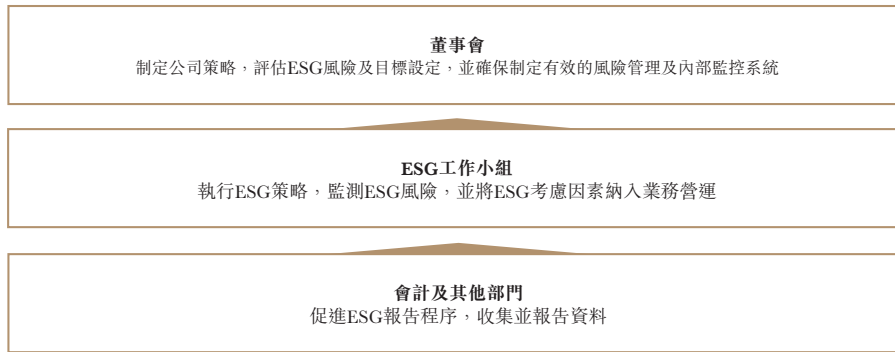 董事會
制定公司策略，評估ESG風險及目標設定，並確保制定有效的風險管理及內部監控系統
ESG工作小組
執行ESG策略，監測ESG風險，並將ESG考慮因素納入業務營運
會計及其他部門
促進ESG報告程序，收集並報告資料